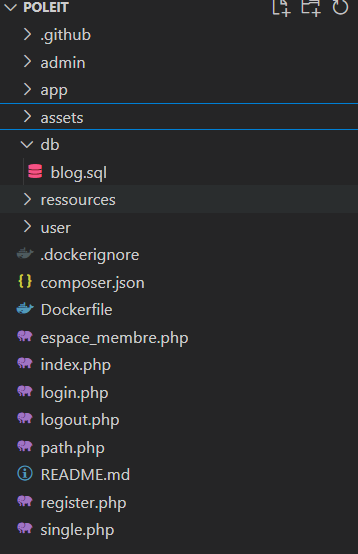 POLEIT
.github
admin
app
assets
db
blog.sql
ressources
user
.dockerignore
composer.json
Dockerfile
espace_membre.php
index.php
login.php
logout.php
path.php
README.md
register.php
single.php